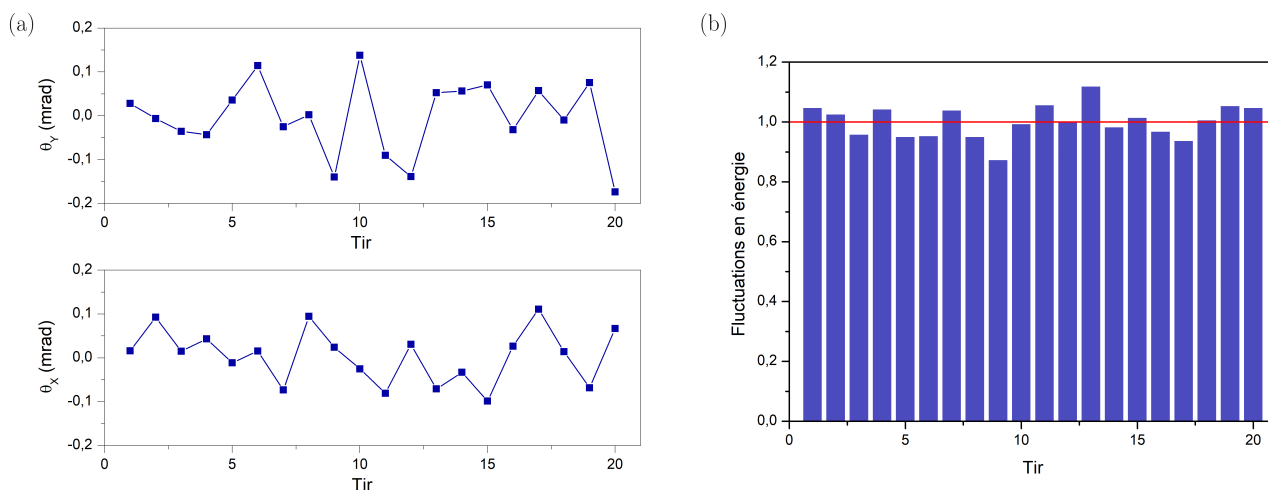 (a)
0,2
0,1
0,0
-0,1
-0,2
θY (mrad)
0 5 10 15 20
Tir
0,2
0,1
0,0
-0,1
-0,2
θX (mrad)
0 5 10 15 20
Tir
(b)
1,2
1,0
0,8
0,6
0,4
0,2
0,0
Fluctuations en énergie
0 5 10 15 20
Tir